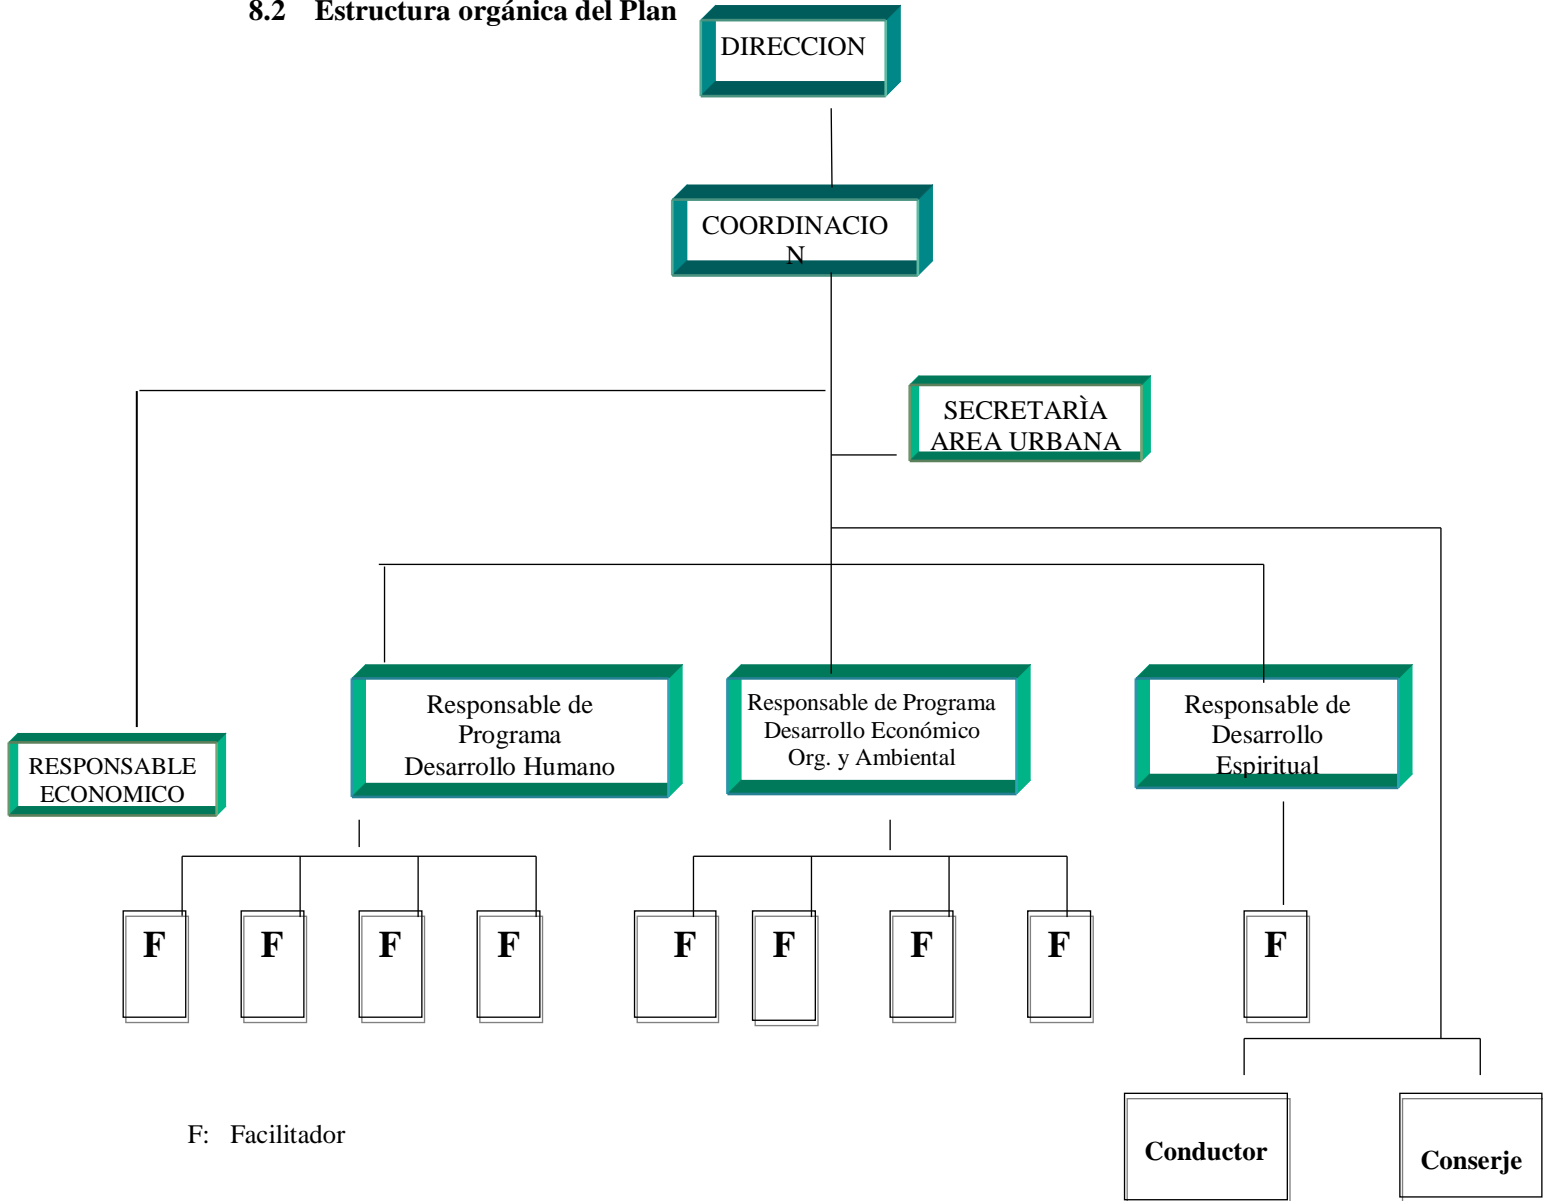 8.2 Estructura orgánica del Plan
DIRECCION
COORDINACIO
N
SECRETARÌA
AREA URBANA
Responsable de
Programa
Desarrollo Humano
Responsable de Programa
Desarrollo Económico
Org. y Ambiental
Responsable de
Desarrollo
Espiritual
RESPONSABLE
ECONOMICO
F
F
F
F
F
F
F
F
F
F: Facilitador
Conductor
Conserje